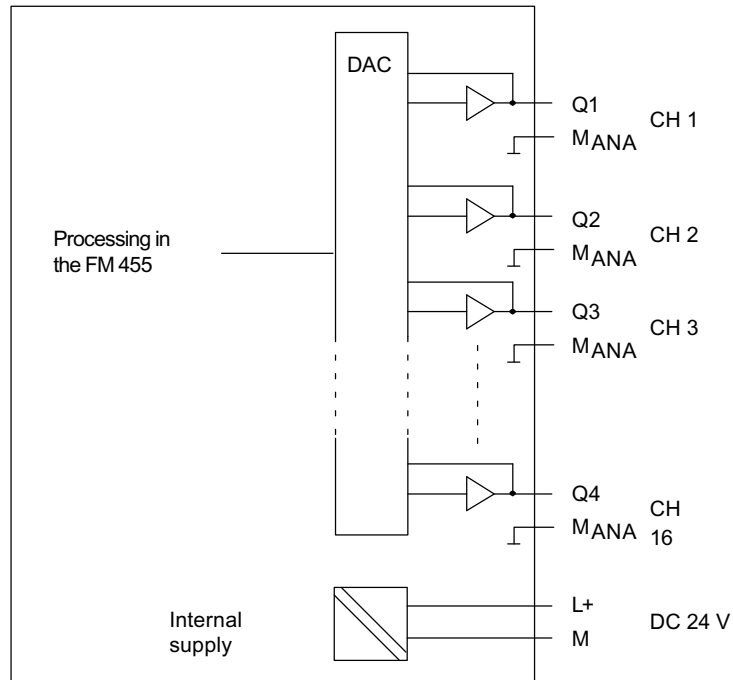 DAC
Q1
CH 1
MANA
Processing in
the FM 455
Q2
CH 2
MANA
Q3
CH 3
MANA
Q4
CH
16
MANA
Internal
supply
L+
DC 24 V
M